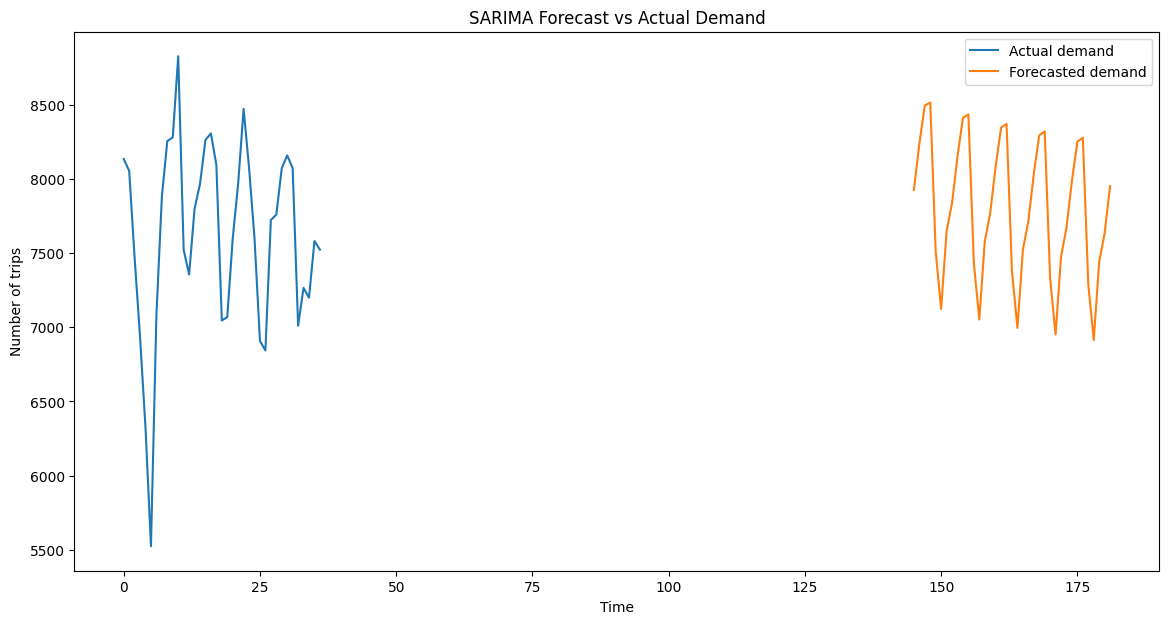 SARIMA Forecast vs Actual Demand
Actual demand
Forecasted demand
Number of trips
8500
8000
7500
7000
6500
6000
5500
0 25 50 75 100 125 150 175
Time